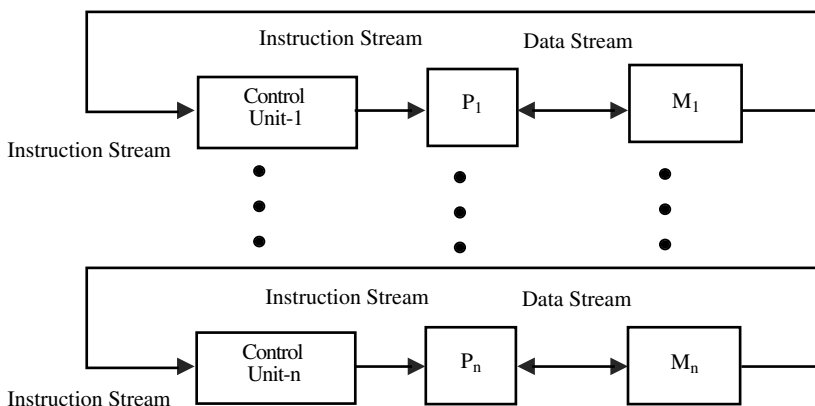 Instruction Stream Data Stream
Control
Unit-1
P1
M1
Instruction Stream
Instruction Stream Data Stream
Control
Unit-n
Pn
Mn
Instruction Stream